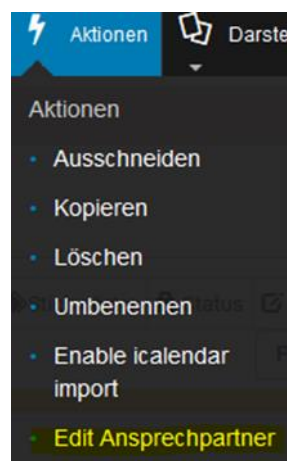 Aktionen Darste
Aktionen
Ausschneiden
Kopieren
Löschen
Umbenennen
Enable icalendar
import
Edit Ansprechpartner